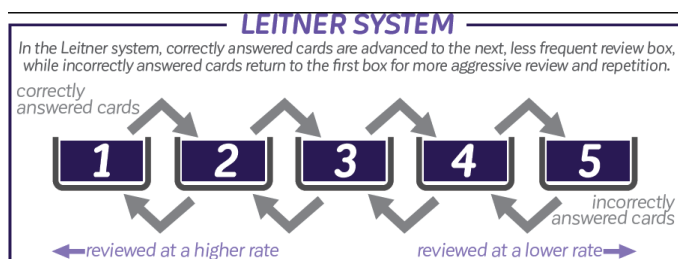 LEITNER SYSTEM
In the Leitner system, correctly answered cards are advanced to the next, less frequent review box,
while incorrectly answered cards return to the first box for more aggressive review and repetition.
correctly
answered cards
1 2 3 4 5
incorrectly
answered cards
reviewed at a higher rate
reviewed at a lower rate